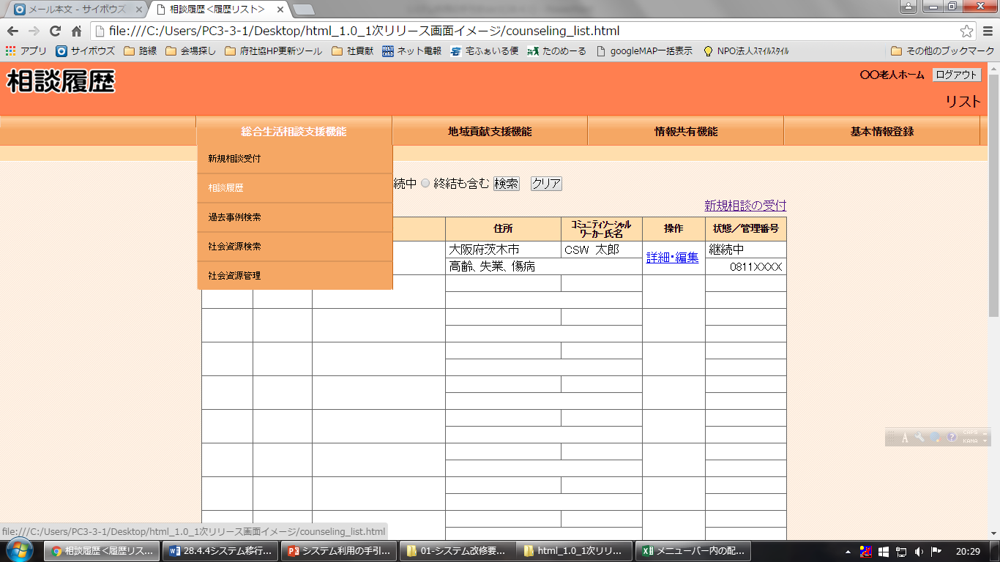 メール本文 - サイボウズ
相談履歴＜履歴リスト＞
file:///C:/Users/PC3-3-1/Desktop/html_1.0_1次リリース画面イメージ/counseling_list.html
アプリ サイボウズ 路線 会場探し 府社協HP更新ツール 社貢献 ネット電報 宅ふぁいる便 たのめーる googleMAP一括表示 NPO法人ｽﾏｲﾙｽﾀｲﾙ その他のブックマーク
相談履歴
〇〇老人ホーム ログアウト
リスト
総合生活相談支援機能 地域貢献支援機能 情報共有機能 基本情報登録
新規相談受付
相談履歴
過去事例検索
社会資源検索
社会資源管理
続中 終結も含む 検索 クリア
新規相談の受付
住所 ｺﾐｭﾆﾃｨｿｰｼｬﾙ
ワーカー氏名 操作 状態／管理番号
大阪府茨木市 CSW 太郎 詳細・編集 継続中
高齢、失業、傷病 0811XXXX
A CAPS
KANA
file:///C:/Users/PC3-3-1/Desktop/html_1.0_1次リリース画面イメージ/counseling_list.html
相談履歴＜履歴リス... 28.4.4システム移行... システム利用の手引... 01-システム改修要... html_1.0_1次リリ... メニューバー内の配... 20:29